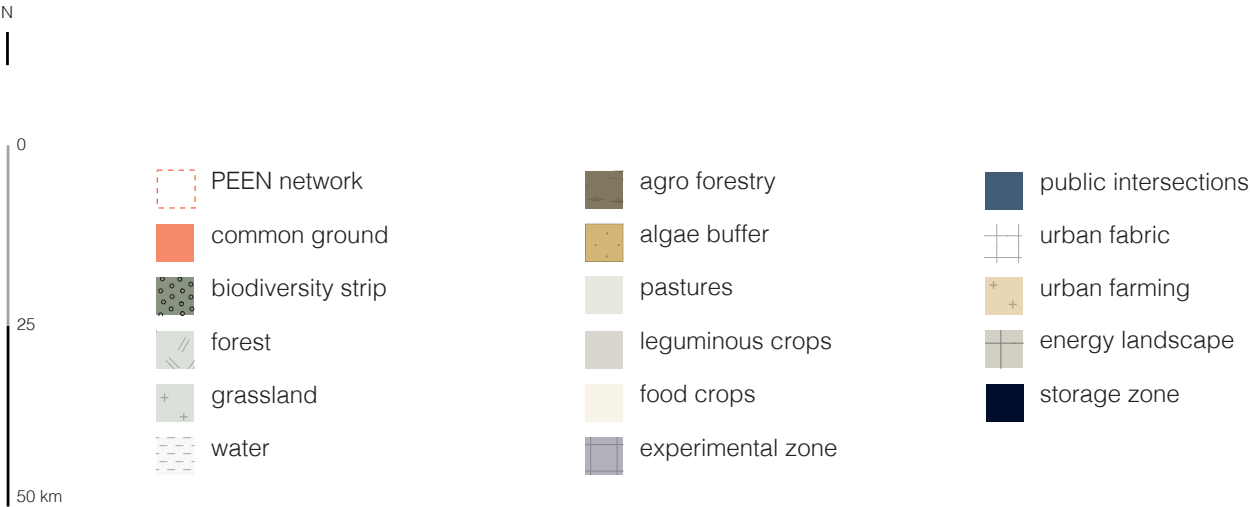 N
0
25
50 km
PEEN network
common ground
biodiversity strip
forest
grassland
water
agro forestry
algae buffer
pastures
leguminous crops
food crops
experimental zone
public intersections
urban fabric
urban farming
energy landscape
storage zone